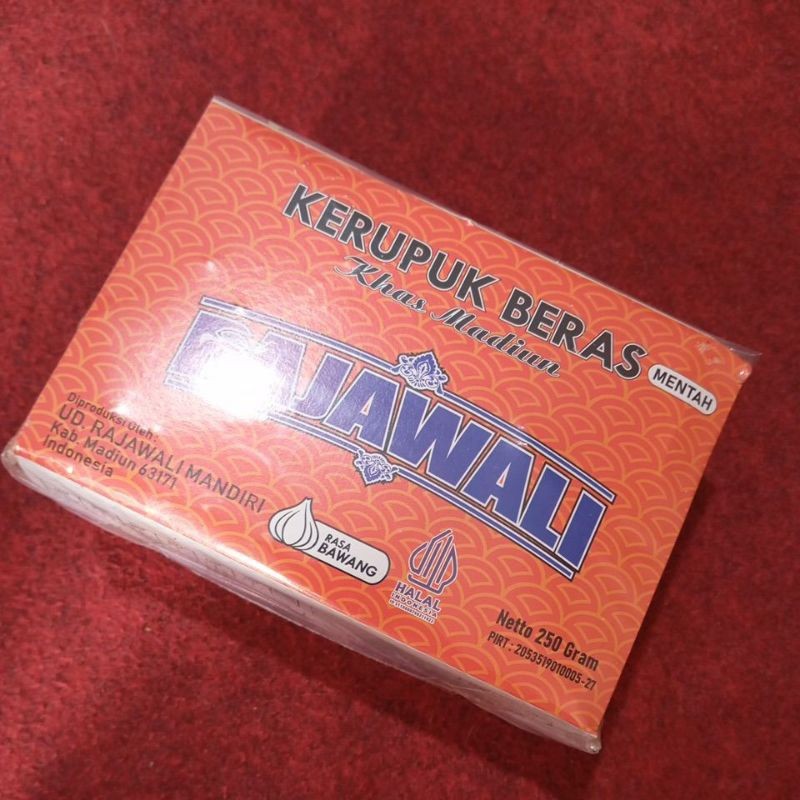 KERUPUK BERAS
Khas Madiun
MENTAH
RAJAWALI
Diproduksi Oleh:
UD. RAJAWALI MANDIRI
Kab. Madiun 63171
Indonesia
RASA
BAWANG
HALAL
INDONESIA
Netto 250 Gram
PIRT : 2053519010005-27